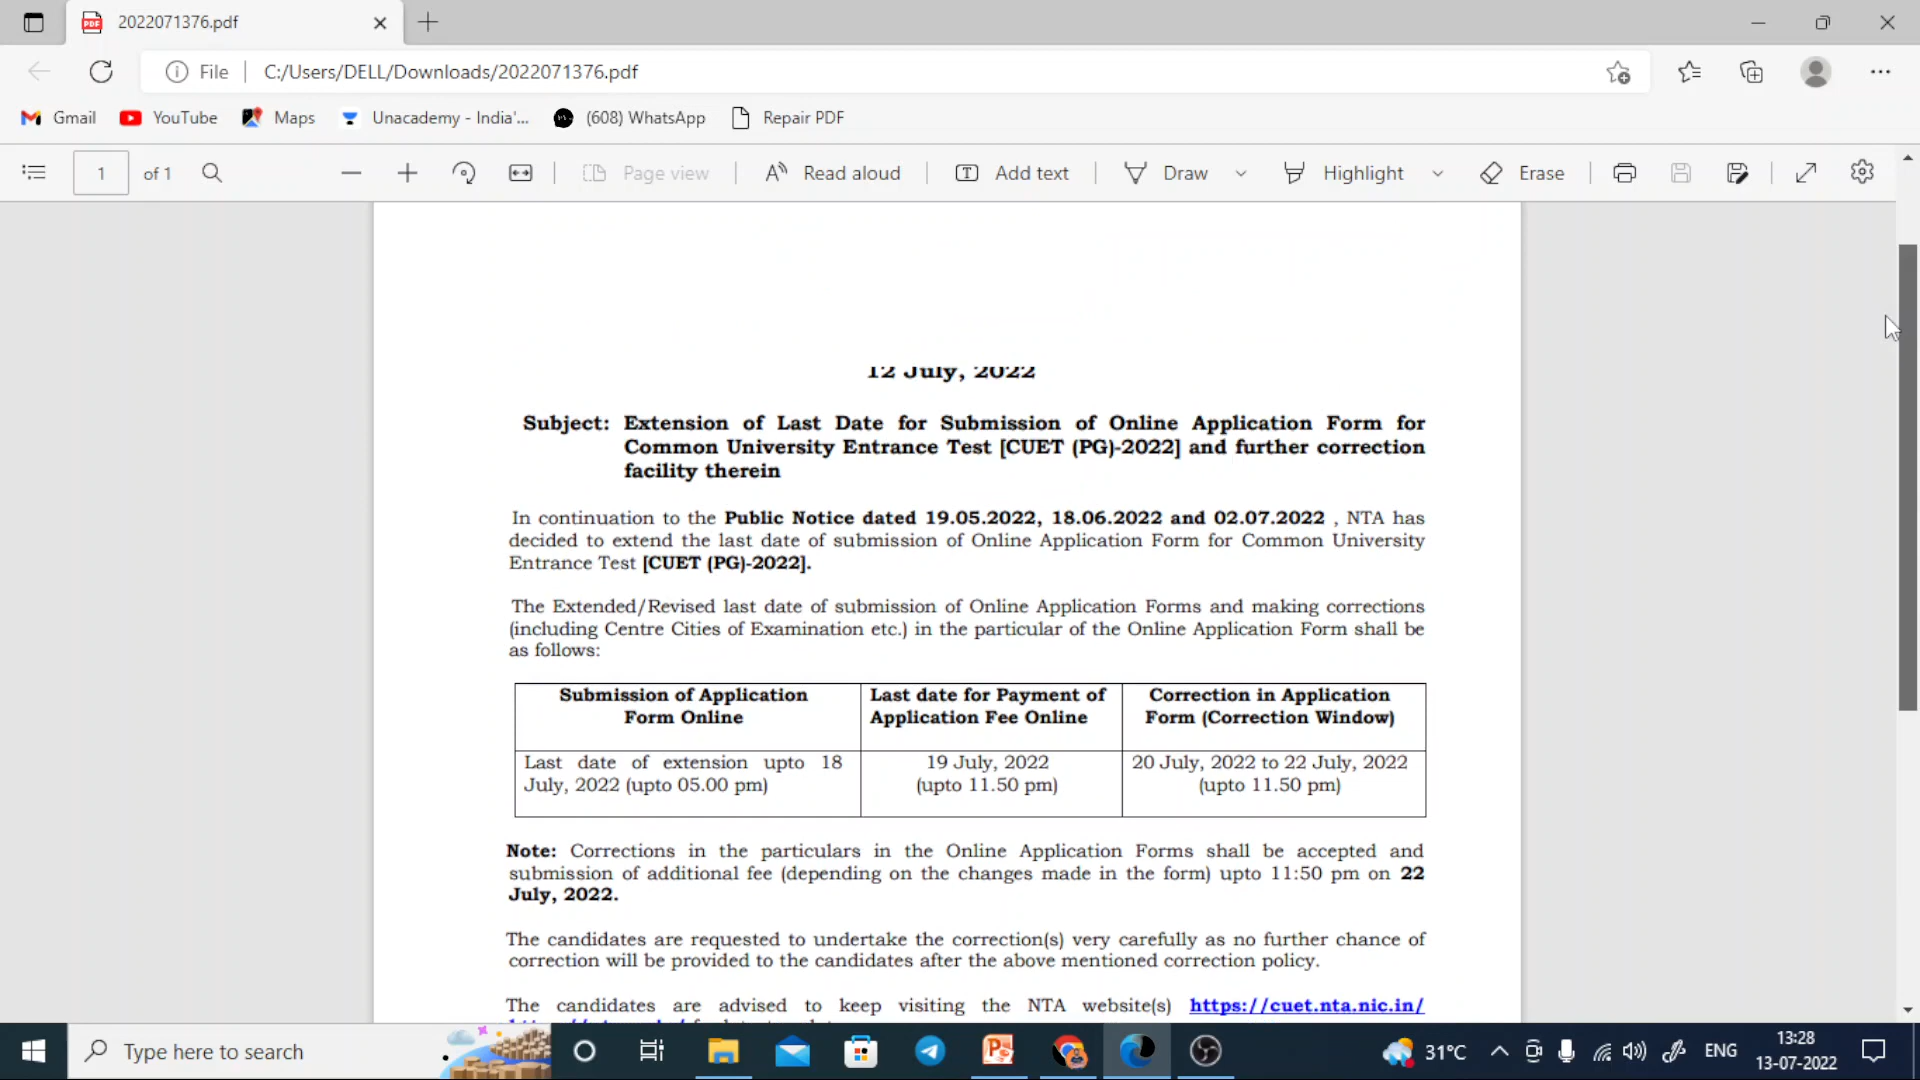 2022071376.pdf
File
C:/Users/DELL/Downloads/2022071376.pdf
Gmail
YouTube
Maps
Unacademy - India'...
(608) WhatsApp
Repair PDF
1 of 1
Page view
Read aloud
Add text
Draw
Highlight
Erase
12 July, 2022
Subject: Extension of Last Date for Submission of Online Application Form for
Common University Entrance Test [CUET (PG)-2022] and further correction
facility therein
In continuation to the Public Notice dated 19.05.2022, 18.06.2022 and 02.07.2022 , NTA has
decided to extend the last date of submission of Online Application Form for Common University
Entrance Test [CUET (PG)-2022].
The Extended/Revised last date of submission of Online Application Forms and making corrections
(including Centre Cities of Examination etc.) in the particular of the Online Application Form shall be
as follows:
Submission of Application
Form Online
Last date for Payment of
Application Fee Online
Correction in Application
Form (Correction Window)
Last date of extension upto 18
July, 2022 (upto 05.00 pm)
19 July, 2022
(upto 11.50 pm)
20 July, 2022 to 22 July, 2022
(upto 11.50 pm)
Note: Corrections in the particulars in the Online Application Forms shall be accepted and
submission of additional fee (depending on the changes made in the form) upto 11:50 pm on 22
July, 2022.
The candidates are requested to undertake the correction(s) very carefully as no further chance of
correction will be provided to the candidates after the above mentioned correction policy.
The candidates are advised to keep visiting the NTA website(s) https://cuet.nta.nic.in/
Type here to search
31°C
ENG
13:28
13-07-2022